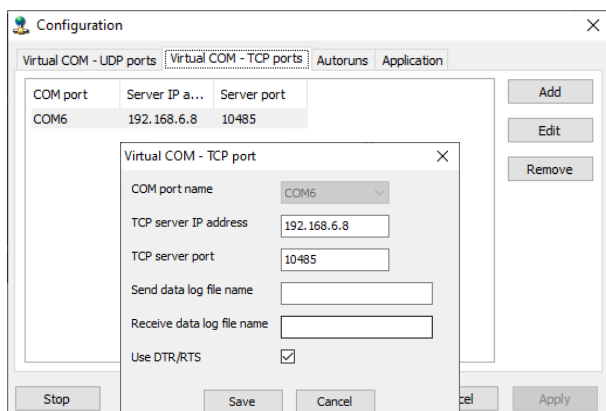 Configuration
Virtual COM - UDP ports Virtual COM - TCP ports Autoruns Application
COM port Server IP a... Server port
COM6 192.168.6.8 10485
Add
Edit
Remove
Virtual COM - TCP port
COM port name COM6
TCP server IP address 192.168.6.8
TCP server port 10485
Send data log file name
Receive data log file name
Use DTR/RTS
Save Cancel
Stop cel Apply